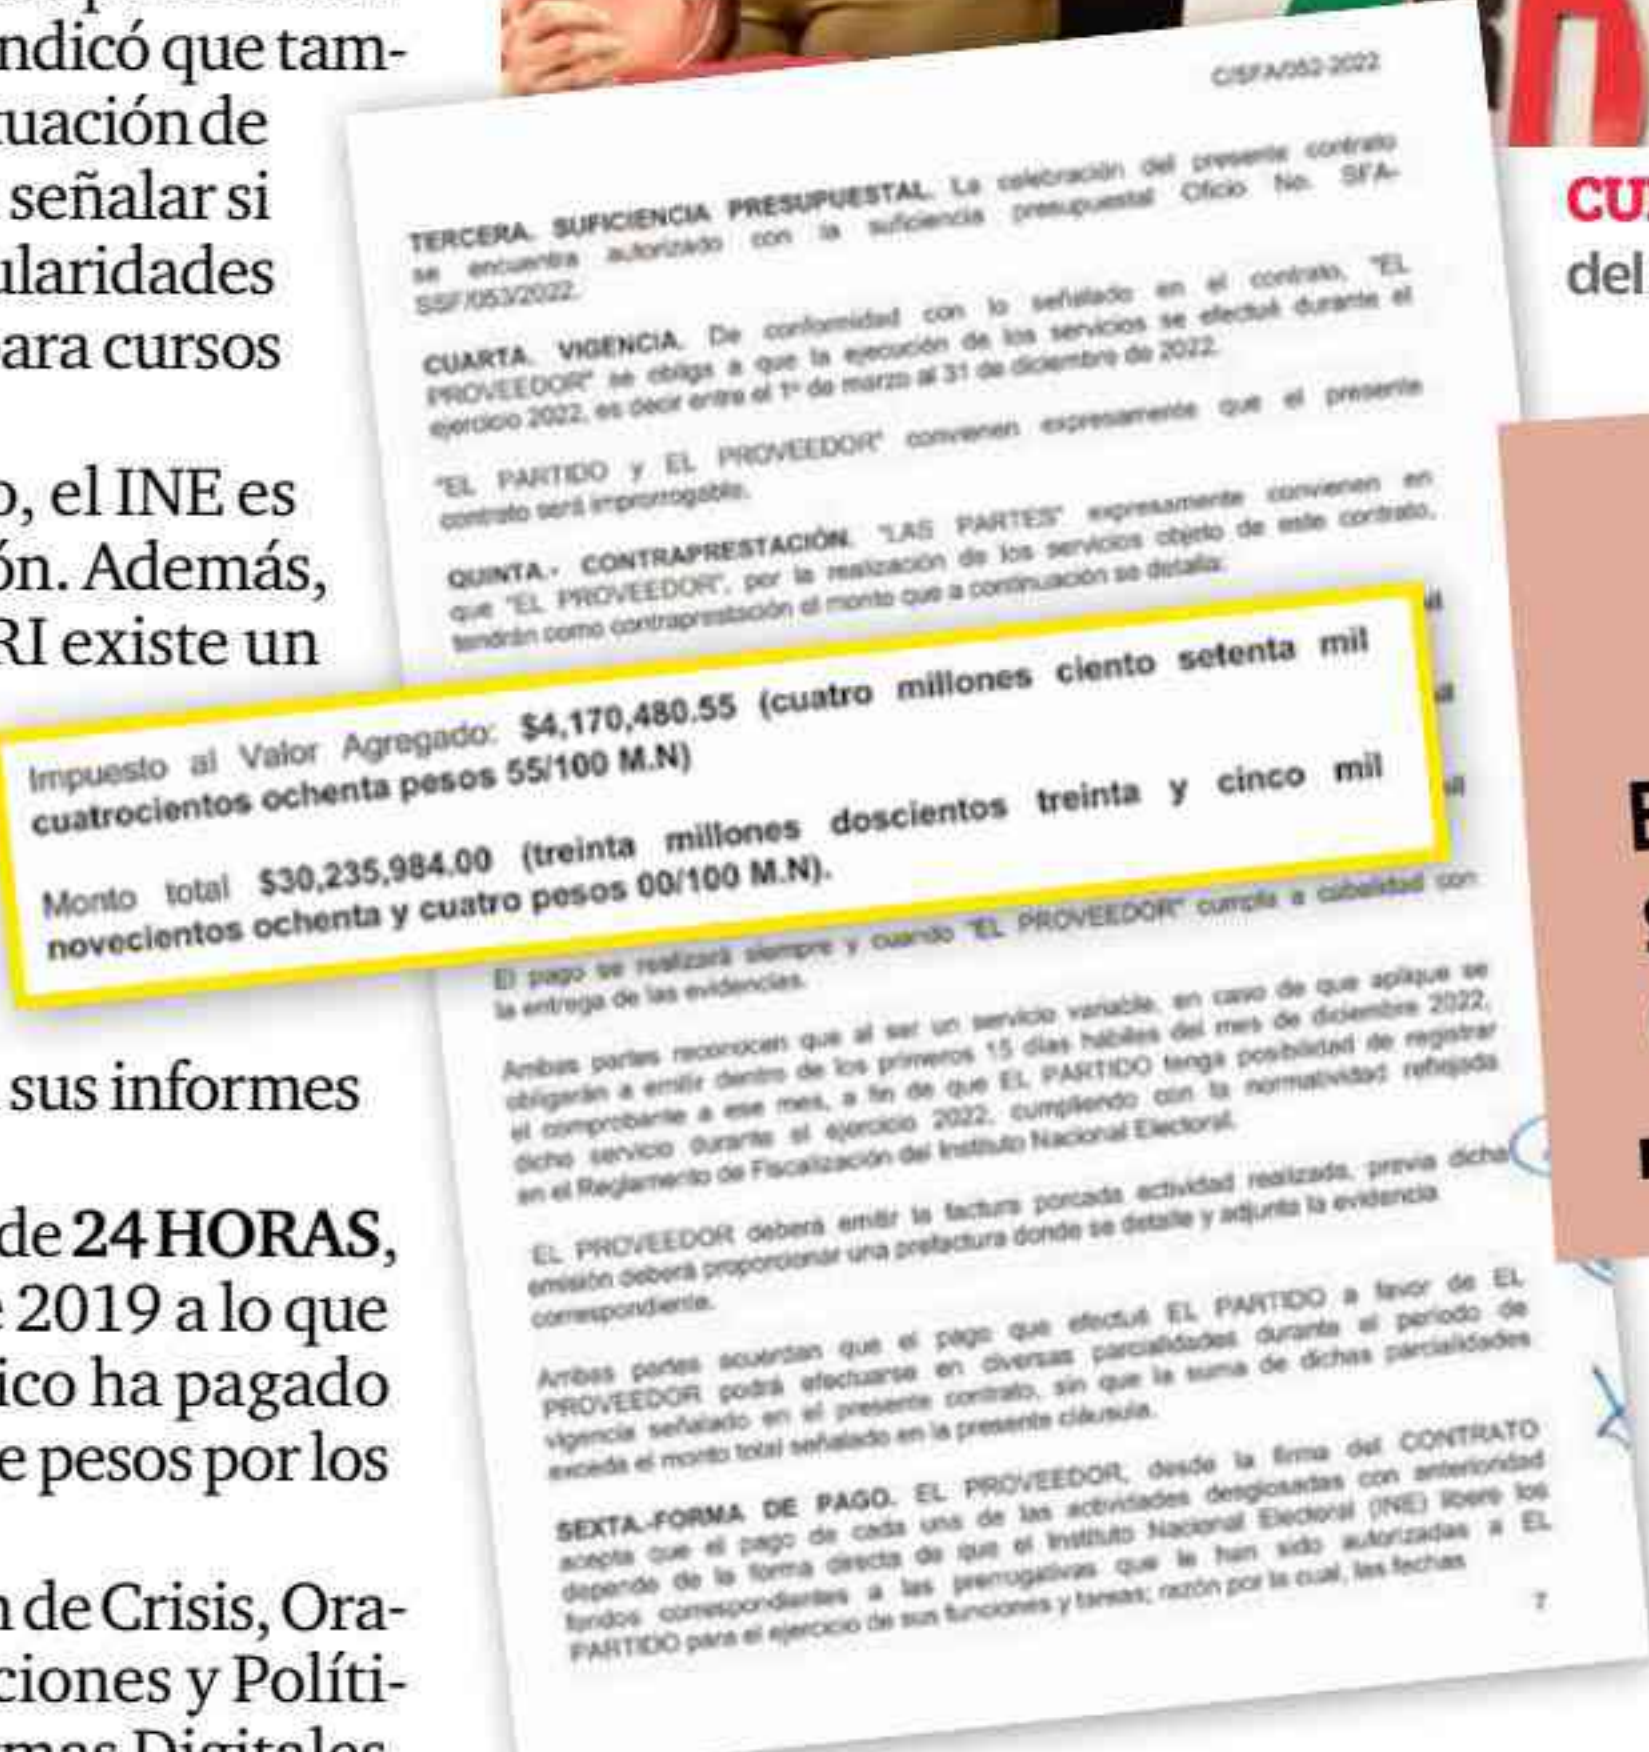 ndicó que tam-
uación de
señalar si
ularidades
para cursos
o, el INE es
ón. Además,
RI existe un
sus informes
de 24 HORAS,
e 2019 a lo que
ico ha pagado
e pesos por los
n de Crisis, Ora-
ciones y Políti-
mas Digitales,
C/SFA/052-2022
TERCERA. SUFICIENCIA PRESUPUESTAL. La celebración del presente contrato
se encuentra autorizado con la suficiencia presupuestal Oficio No. SFA-
SSF/053/2022.
CUARTA. VIGENCIA. De conformidad con lo señalado en el contrato, "EL
PROVEEDOR" se obliga a que la ejecución de los servicios se efectué durante el
ejercicio 2022, es decir entre el 1º de marzo al 31 de diciembre de 2022.
"EL PARTIDO y EL PROVEEDOR" convienen expresamente que el presente
contrato será improrrogable.
QUINTA.- CONTRAPRESTACIÓN. "LAS PARTES" expresamente convienen en
que "EL PROVEEDOR", por la realización de los servicios objeto de este contrato,
tendrán como contraprestación el monto que a continuación se detalla:
Impuesto al Valor Agregado: $4,170,480.55 (cuatro millones ciento setenta mil
cuatrocientos ochenta pesos 55/100 M.N)
Monto total $30,235,984.00 (treinta millones doscientos treinta y cinco mil
novecientos ochenta y cuatro pesos 00/100 M.N).
El pago se realizará siempre y cuando "EL PROVEEDOR" cumpla a cabalidad con
la entrega de las evidencias.
Ambas partes reconocen que al ser un servicio variable, en caso de que aplique se
obligarán a emitir dentro de los primeros 15 días hábiles del mes de diciembre 2022,
el comprobante a ese mes, a fin de que EL PARTIDO tenga posibilidad de registrar
dicho servicio durante el ejercicio 2022, cumpliendo con la normatividad reflejada
en el Reglamento de Fiscalización del Instituto Nacional Electoral.
EL PROVEEDOR deberá emitir la factura porcada actividad realizada, previa dicha
emisión deberá proporcionar una prefactura donde se detalle y adjunte la evidencia
correspondiente.
Ambas partes acuerdan que el pago que efectué EL PARTIDO a favor de EL
PROVEEDOR podrá efectuarse en diversas parcialidades durante el periodo de
vigencia señalado en el presente contrato, sin que la suma de dichas parcialidades
exceda el monto total señalado en la presente cláusula.
SEXTA.-FORMA DE PAGO. EL PROVEEDOR, desde la firma del CONTRATO
acepta que el pago de cada una de las actividades desglosadas con anterioridad
depende de la forma directa de que el Instituto Nacional Electoral (INE) libere los
fondos correspondientes a las prerrogativas que le han sido autorizadas a EL
PARTIDO para el ejercicio de sus funciones y tareas; razón por la cual, las fechas
7
CU
del